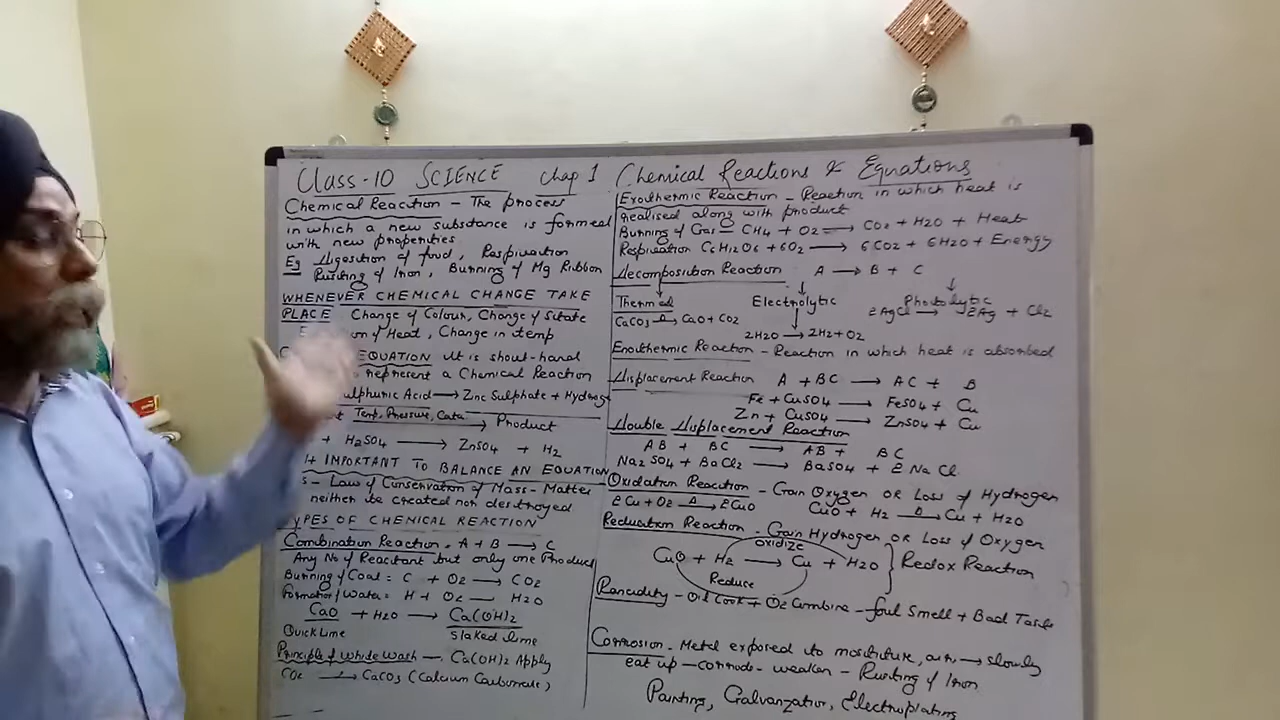 Class-10 SCIENCE Chap 1 Chemical Reactions & Equations
Chemical Reaction - The process
in which a new substance is formed
with new properties
Eg Digestion of food, Respiration
Rusting of Iron, Burning of Mg Ribbon
WHENEVER CHEMICAL CHANGE TAKE
PLACE Change of Colour, Change of State
of Heat, Change in temp
EQUATION It is short-hand
represent a Chemical Reaction
Sulphuric Acid → Zinc Sulphate + Hydrogen
Temp, Pressure, Cata → Product
+ H2SO4 → ZnSO4 + H2
IMPORTANT TO BALANCE AN EQUATION
Law of Conservation of Mass - Matter
neither be created nor destroyed
TYPES OF CHEMICAL REACTION
Combination Reaction - A + B → C
Any No of Reactant but only one Product
Burning of Coal = C + O2 → CO2
Formation of Water = H + O2 → H2O
CaO + H2O → Ca(OH)2
Quick Lime Slaked lime
Principle of White Wash - Ca(OH)2 Apply
CO2 → CaCO3 (Calcium Carbonate)
Exothermic Reaction - Reaction in which heat is
realised along with product
Burning of Gas = CH4 + O2 → CO2 + H2O + Heat
Respiration C6H12O6 + 6O2 → 6CO2 + 6H2O + Energy
Decomposition Reaction A → B + C
Thermal Electrolytic Photolytic
CaCO3 Δ→ CaO + CO2 2H2O → 2H2 + O2 2AgCl → 2Ag + Cl2
Endothermic Reaction - Reaction in which heat is absorbed
Displacement Reaction A + BC → AC + B
Fe + CuSO4 → FeSO4 + Cu
Zn + CuSO4 → ZnSO4 + Cu
Double Displacement Reaction
AB + BC → AB + BC
Na2SO4 + BaCl2 → BaSO4 + 2NaCl
Oxidation Reaction - Gain Oxygen OR Loss of Hydrogen
2Cu + O2 Δ→ 2CuO CuO + H2 Δ→ Cu + H2O
Reduation Reaction - Gain Hydrogen OR Loss of Oxygen
oxidize
CuO + H2 → Cu + H2O } Redox Reaction
Reduce
Rancidity - Oil Cook + O2 Combine - foul Smell + Bad Taste
Corrosion - Metal exposed to moisture, air → slowly
eat up - corrode - weaken - Rusting of Iron
Painting, Galvanzation, Electroplating